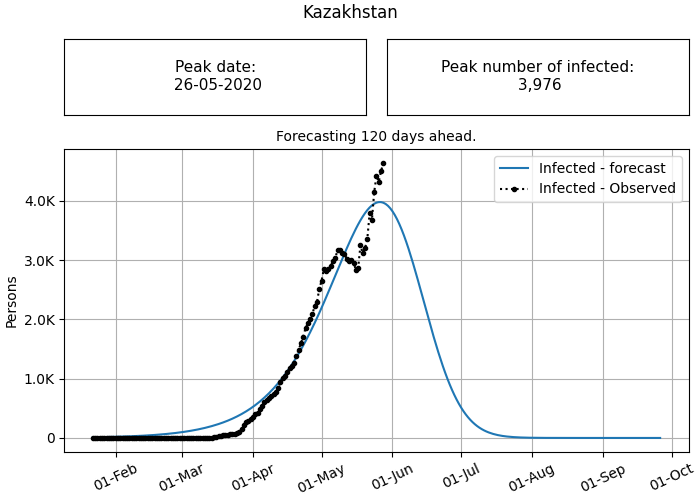 Kazakhstan
Peak date:
26-05-2020
Peak number of infected:
3,976
Forecasting 120 days ahead.
Infected - forecast
Infected - Observed
4.0K
3.0K
2.0K
1.0K
0
Persons
01-Feb
01-Mar
01-Apr
01-May
01-Jun
01-Jul
01-Aug
01-Sep
01-Oct